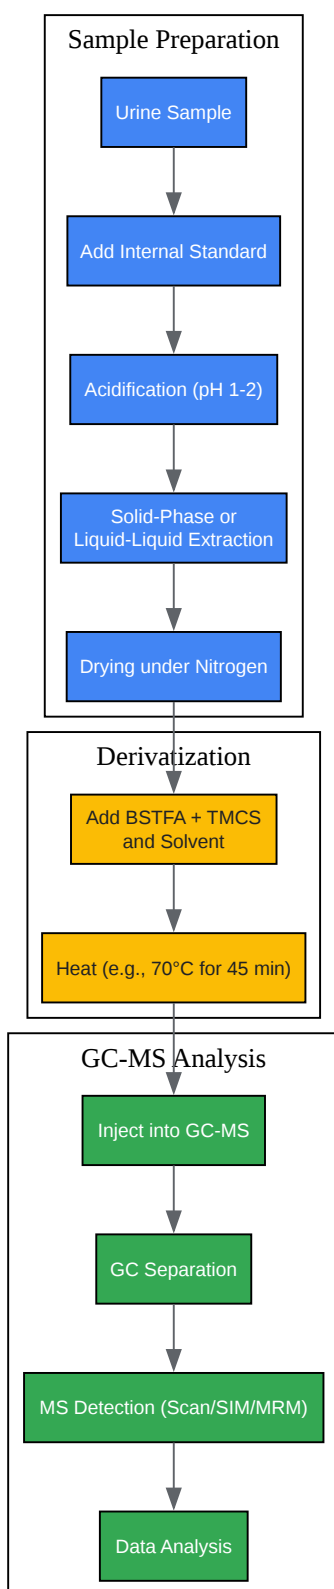 Sample Preparation
Urine Sample
Add Internal Standard
Acidification (pH 1-2)
Solid-Phase or
Liquid-Liquid Extraction
Drying under Nitrogen
Derivatization
Add BSTFA + TMCS
and Solvent
Heat (e.g., 70°C for 45 min)
GC-MS Analysis
Inject into GC-MS
GC Separation
MS Detection (Scan/SIM/MRM)
Data Analysis